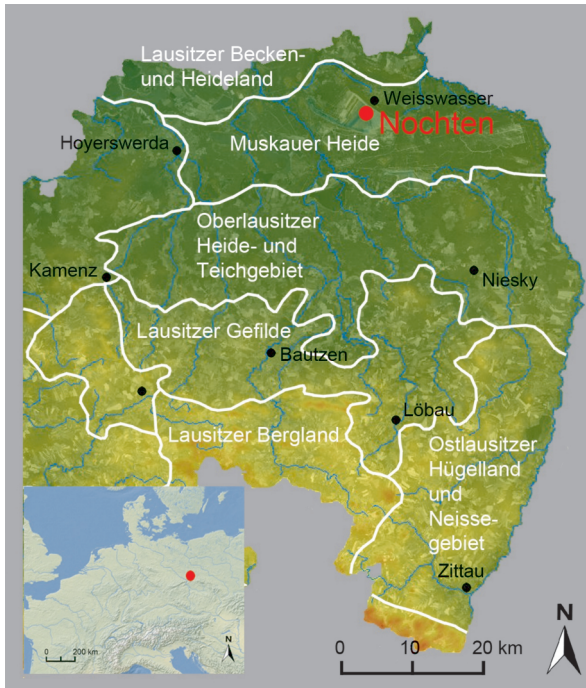 Lausitzer Becken-
und Heideland
Weisswasser
Nochten
Hoyerswerda
Muskauer Heide
Oberlausitzer
Heide- und
Teichgebiet
Kamenz
Niesky
Lausitzer Gefilde
Bautzen
Löbau
Lausitzer Bergland
Ostlausitzer
Hügelland
und
Neisse-
gebiet
Zittau
N
0 200 km
N
0 10 20 km